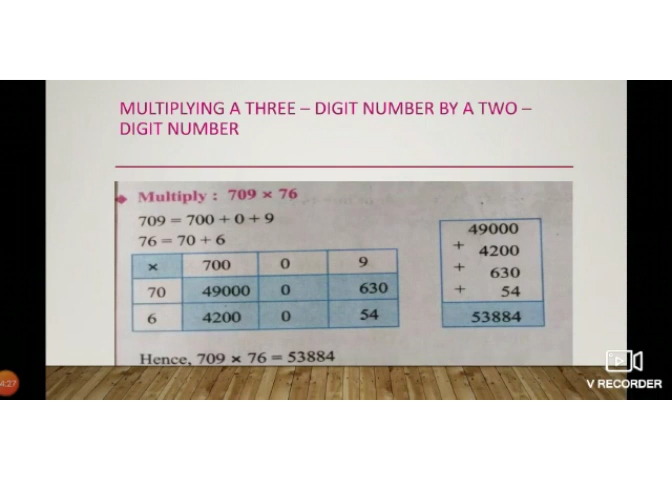 MULTIPLYING A THREE – DIGIT NUMBER BY A TWO –
DIGIT NUMBER
Multiply : 709 × 76
709 = 700 + 0 + 9
76 = 70 + 6
× 700 0 9
70 49000 0 630
6 4200 0 54
49000
+ 4200
+ 630
+ 54
53884
Hence, 709 × 76 = 53884
4:27
V RECORDER